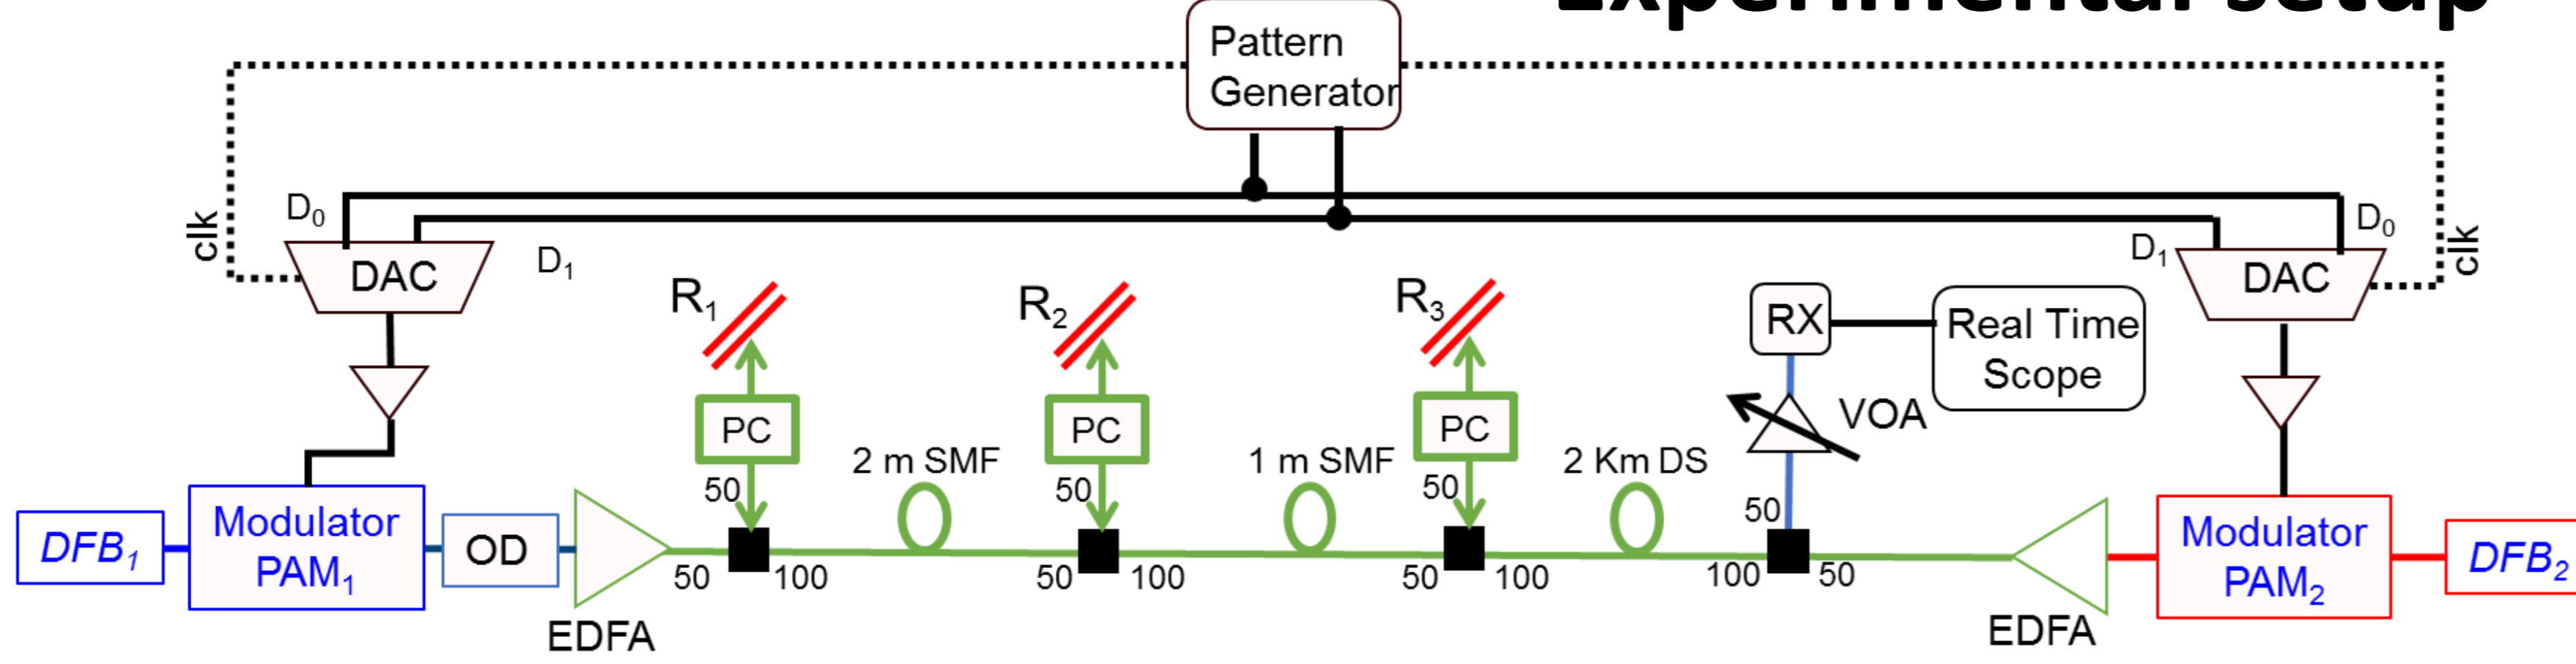 Experimental setup
Pattern
Generator
D0
D0
clk
D1
D1
clk
DAC
DAC
R1
R2
R3
RX
Real Time
Scope
PC
PC
PC
VOA
2 m SMF
1 m SMF
2 Km DS
50
50
50
50
DFB1
Modulator
PAM1
OD
Modulator
PAM2
DFB2
50
100
50
100
50
100
100
50
EDFA
EDFA